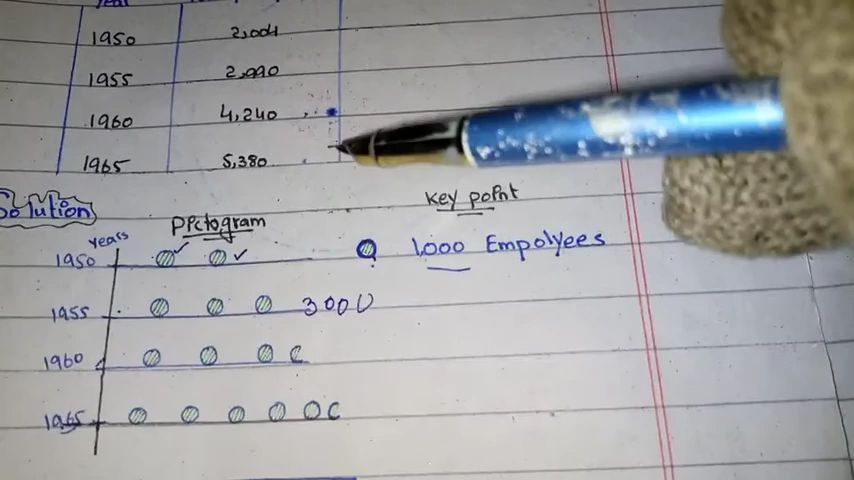 1950 2,004
1955 2,990
1960 4,240
1965 5,380
Solution
Pictogram
key point
years
1950
1,000 Empolyees
1955
3000
1960
1965